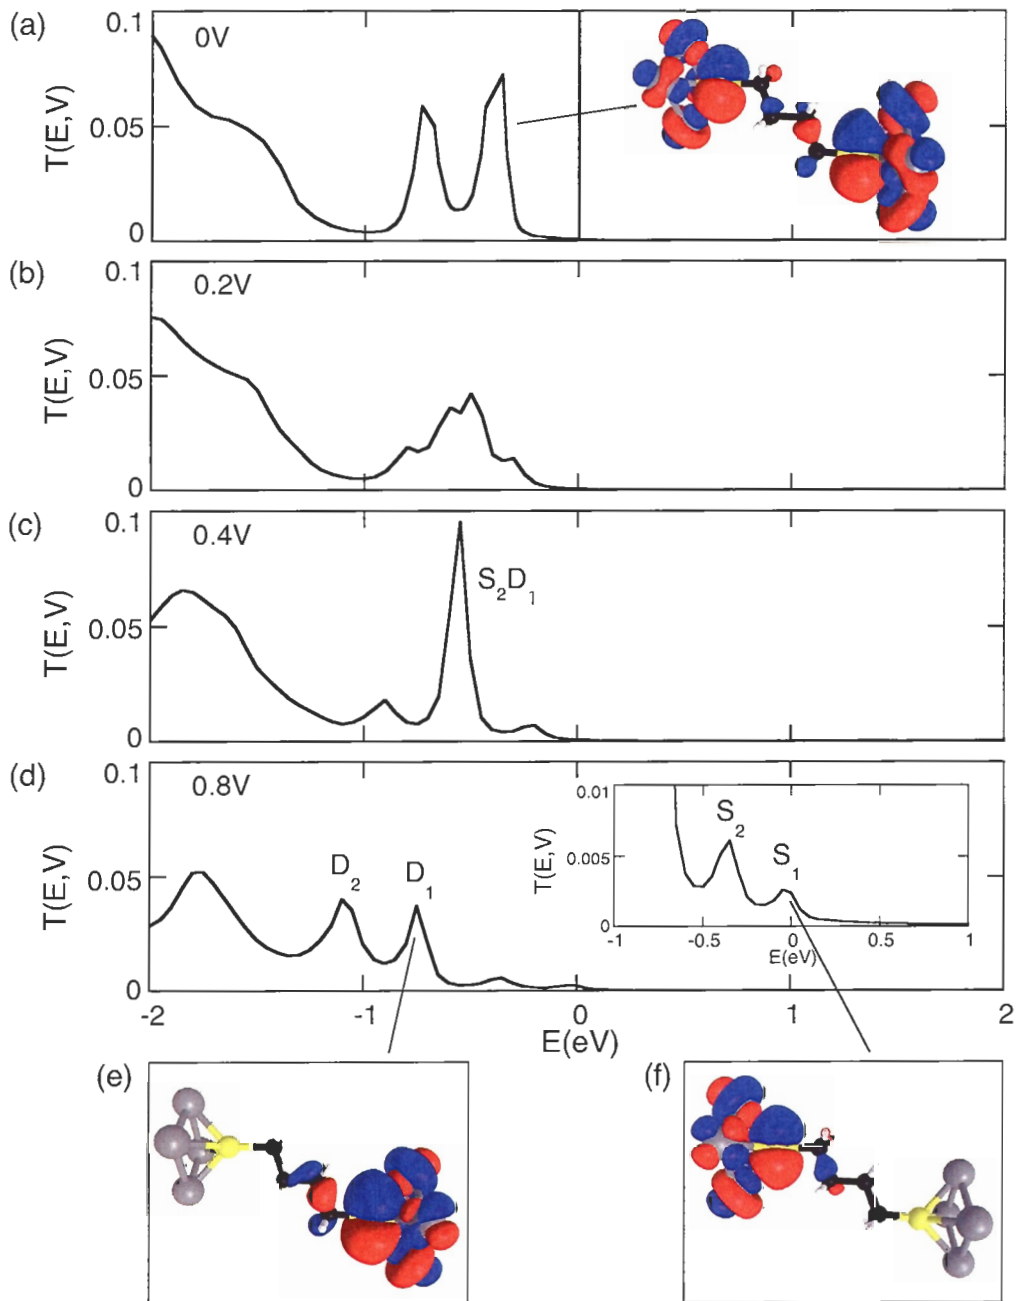 (a)
0V
0.1
0.05
0
T(E,V)
(b)
0.2V
0.1
0.05
0
T(E,V)
(c)
0.4V
0.1
0.05
0
T(E,V)
S₂D₁
(d)
0.8V
0.1
0.05
0
T(E,V)
D₂
D₁
0.01
0.005
0
T(E,V)
S₂
S₁
-1 -0.5 0 0.5 1
E(eV)
-2 -1 0 1 2
E(eV)
(e)
(f)